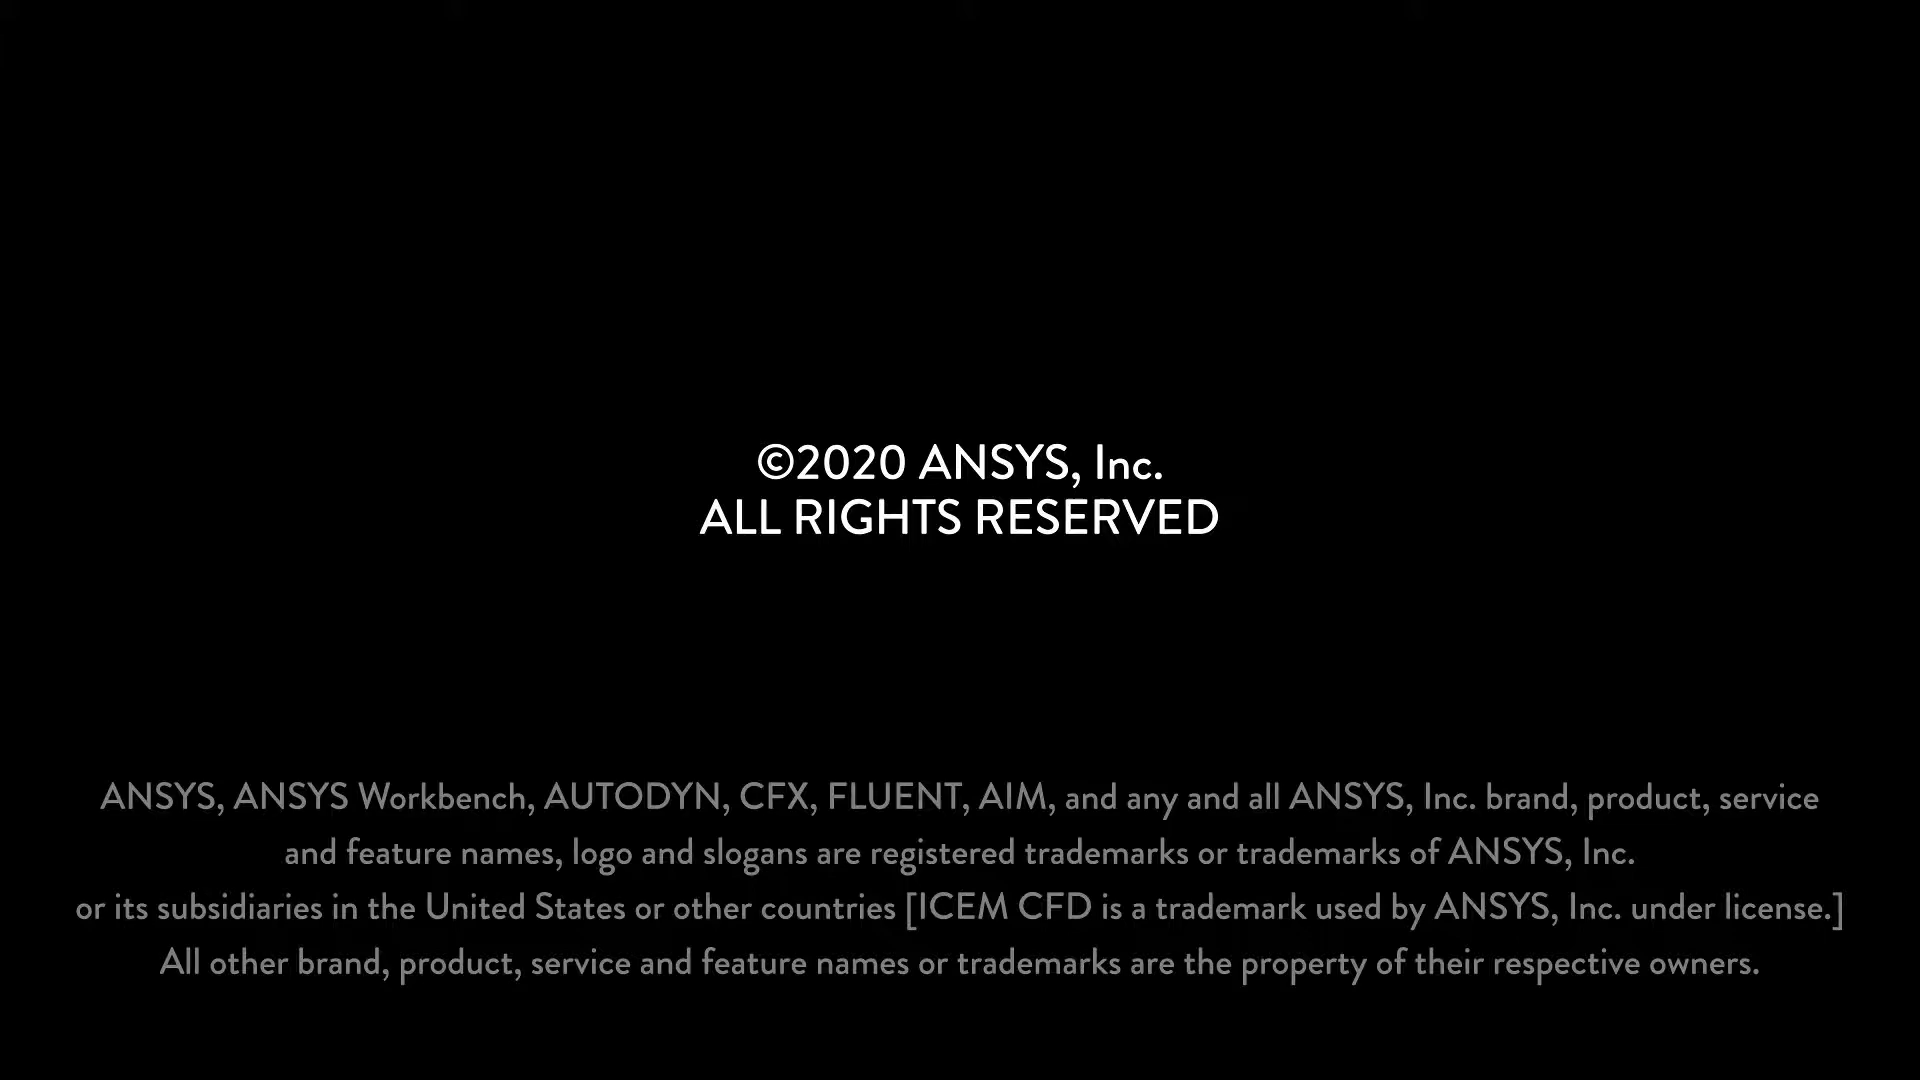 ©2020 ANSYS, Inc.
ALL RIGHTS RESERVED
ANSYS, ANSYS Workbench, AUTODYN, CFX, FLUENT, AIM, and any and all ANSYS, Inc. brand, product, service
and feature names, logo and slogans are registered trademarks or trademarks of ANSYS, Inc.
or its subsidiaries in the United States or other countries [ICEM CFD is a trademark used by ANSYS, Inc. under license.]
All other brand, product, service and feature names or trademarks are the property of their respective owners.